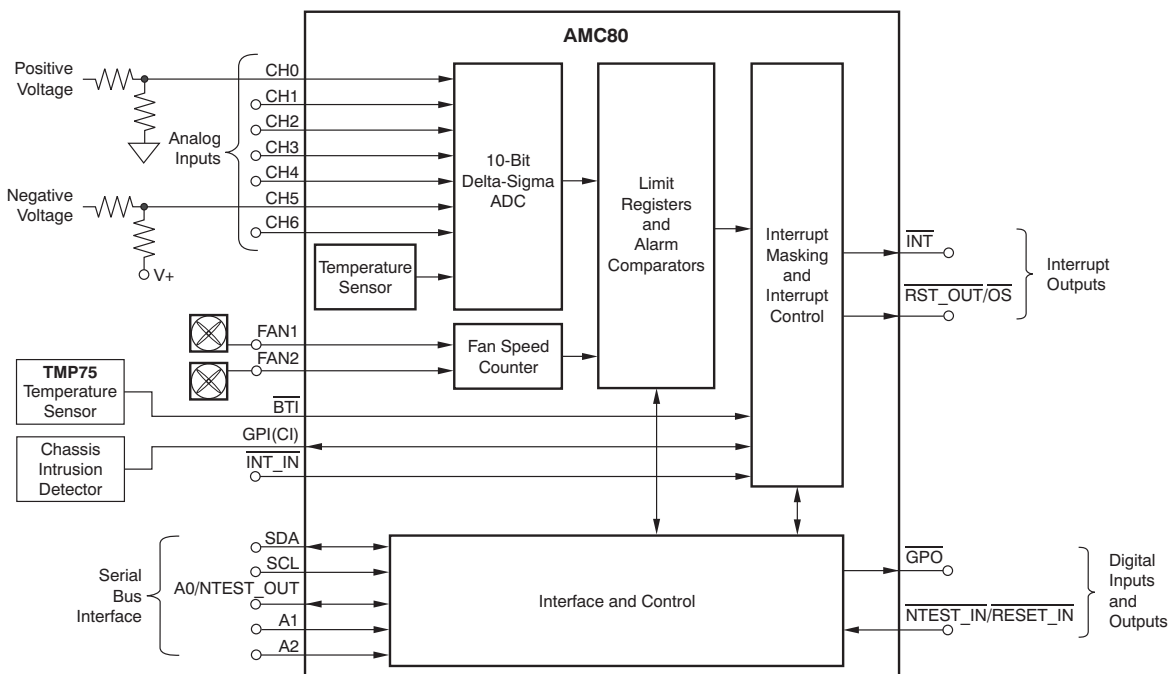 AMC80
Positive
Voltage
Negative
Voltage
V+
Analog
Inputs
CH0
CH1
CH2
CH3
CH4
CH5
CH6
10-Bit
Delta-Sigma
ADC
Temperature
Sensor
Limit
Registers
and
Alarm
Comparators
Interrupt
Masking
and
Interrupt
Control
INT
RST_OUT/OS
Interrupt
Outputs
FAN1
FAN2
Fan Speed
Counter
TMP75
Temperature
Sensor
BTI
Chassis
Intrusion
Detector
GPI(CI)
INT_IN
Serial
Bus
Interface
SDA
SCL
A0/NTEST_OUT
A1
A2
Interface and Control
GPO
NTEST_IN/RESET_IN
Digital
Inputs
and
Outputs